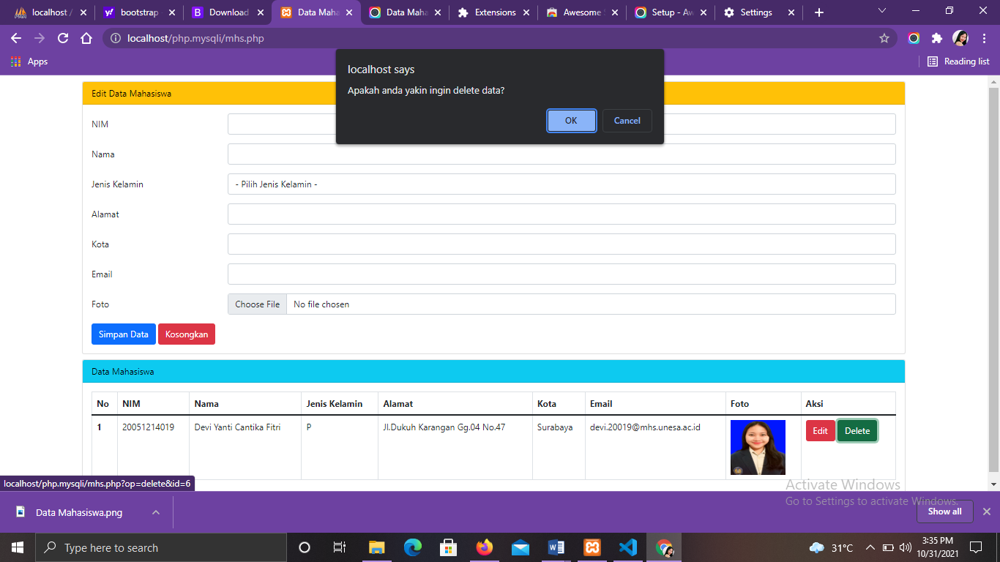 localhost /
bootstrap
Download
Data Maha
Data Maha
Extensions
Awesome
Setup - Aw
Settings
localhost/php.mysqli/mhs.php
Apps
Reading list
localhost says
Apakah anda yakin ingin delete data?
OK Cancel
Edit Data Mahasiswa
NIM
Nama
Jenis Kelamin - Pilih Jenis Kelamin -
Alamat
Kota
Email
Foto Choose File No file chosen
Simpan Data Kosongkan
Data Mahasiswa
No NIM Nama Jenis Kelamin Alamat Kota Email Foto Aksi
1 20051214019 Devi Yanti Cantika Fitri P Jl.Dukuh Karangan Gg.04 No.47 Surabaya devi.20019@mhs.unesa.ac.id Edit Delete
localhost/php.mysqli/mhs.php?op=delete&id=6
Activate Windows
Go to Settings to activate Windows.
Data Mahasiswa.png
Show all
Type here to search
31°C
3:35 PM
10/31/2021